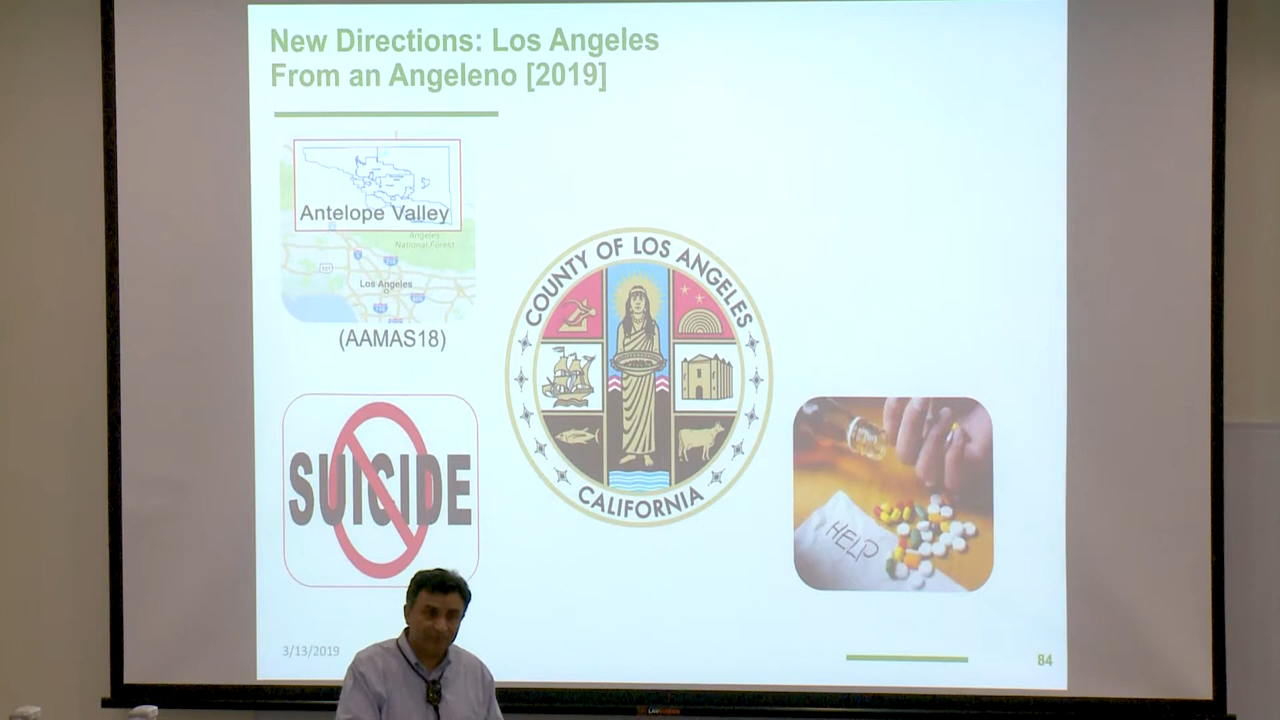 New Directions: Los Angeles
From an Angeleno [2019]
Antelope Valley
Angeles
National Forest
Los Angeles
(AAMAS18)
COUNTY OF LOS ANGELES
CALIFORNIA
SUICIDE
HELP
3/13/2019
84